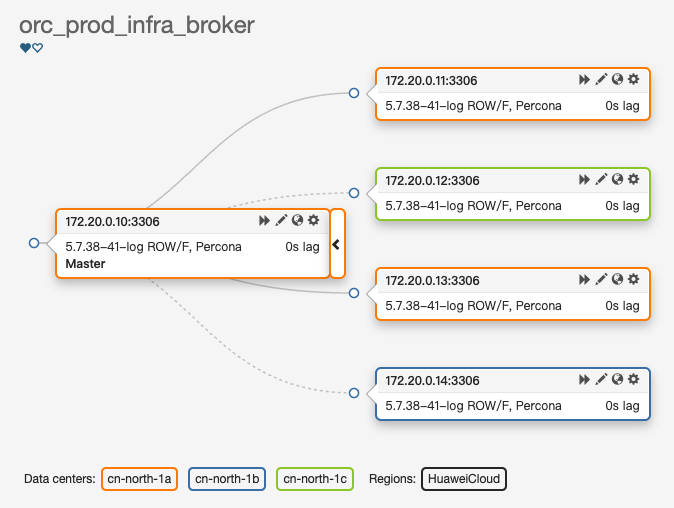 orc_prod_infra_broker
172.20.0.11:3306
5.7.38-41-log ROW/F, Percona 0s lag
172.20.0.12:3306
5.7.38-41-log ROW/F, Percona 0s lag
172.20.0.10:3306
5.7.38-41-log ROW/F, Percona 0s lag
Master
172.20.0.13:3306
5.7.38-41-log ROW/F, Percona 0s lag
172.20.0.14:3306
5.7.38-41-log ROW/F, Percona 0s lag
Data centers: cn-north-1a cn-north-1b cn-north-1c Regions: HuaweiCloud